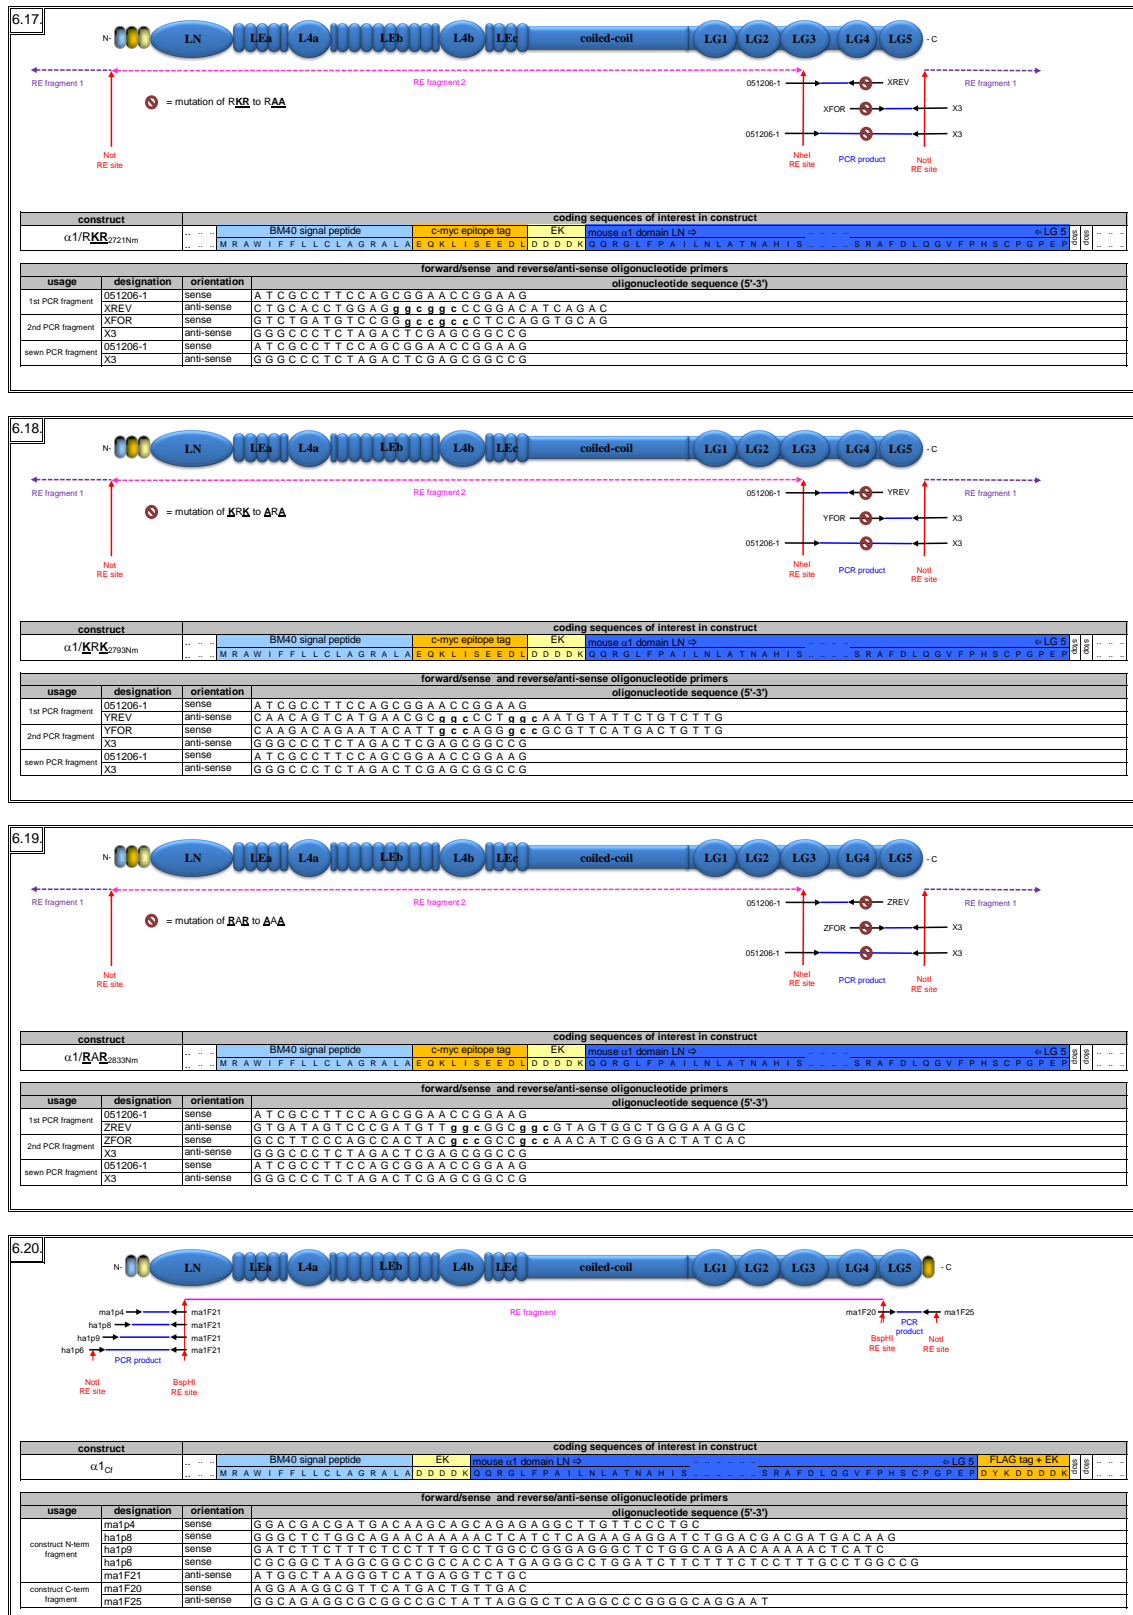 6.17.
N- LN LEa L4a LEb L4b LEc coiled-coil LG1 LG2 LG3 LG4 LG5 - C
RE fragment 1 RE fragment 2 RE fragment 1
051206-1 XREV
= mutation of RKR to RAA
XFOR X3
051206-1 X3
Not RE site NheI RE site PCR product NotI RE site
construct coding sequences of interest in construct
α1/RKR2721Nm BM40 signal peptide c-myc epitope tag EK mouse α1 domain LN ⇨ ⇦ LG 5 stop stop
M R A W I F F L L C L A G R A L A E Q K L I S E E D L D D D D K Q Q R G L F P A I L N L A T N A H I S S R A F D L Q G V F P H S C P G P E P
forward/sense and reverse/anti-sense oligonucleotide primers
usage designation orientation oligonucleotide sequence (5'-3')
1st PCR fragment 051206-1 sense A T C G C C T T C C A G C G G A A C C G G A A G
XREV anti-sense C T G C A C C T G G A G g g c g g c C C G G A C A T C A G A C
2nd PCR fragment XFOR sense G T C T G A T G T C C G G g c c g c c C T C C A G G T G C A G
X3 anti-sense G G G C C C T C T A G A C T C G A G C G G C C G
sewn PCR fragment 051206-1 sense A T C G C C T T C C A G C G G A A C C G G A A G
X3 anti-sense G G G C C C T C T A G A C T C G A G C G G C C G
6.18.
N- LN LEa L4a LEb L4b LEc coiled-coil LG1 LG2 LG3 LG4 LG5 - C
RE fragment 1 RE fragment 2 RE fragment 1
051206-1 YREV
= mutation of KRK to ARA
YFOR X3
051206-1 X3
Not RE site NheI RE site PCR product NotI RE site
construct coding sequences of interest in construct
α1/KRK2793Nm BM40 signal peptide c-myc epitope tag EK mouse α1 domain LN ⇨ ⇦ LG 5 stop stop
M R A W I F F L L C L A G R A L A E Q K L I S E E D L D D D D K Q Q R G L F P A I L N L A T N A H I S S R A F D L Q G V F P H S C P G P E P
forward/sense and reverse/anti-sense oligonucleotide primers
usage designation orientation oligonucleotide sequence (5'-3')
1st PCR fragment 051206-1 sense A T C G C C T T C C A G C G G A A C C G G A A G
YREV anti-sense C A A C A G T C A T G A A C G C g g c C C T g g c A A T G T A T T C T G T C T T G
2nd PCR fragment YFOR sense C A A G A C A G A A T A C A T T g c c A G G g c c G C G T T C A T G A C T G T T G
X3 anti-sense G G G C C C T C T A G A C T C G A G C G G C C G
sewn PCR fragment 051206-1 sense A T C G C C T T C C A G C G G A A C C G G A A G
X3 anti-sense G G G C C C T C T A G A C T C G A G C G G C C G
6.19.
N- LN LEa L4a LEb L4b LEc coiled-coil LG1 LG2 LG3 LG4 LG5 - C
RE fragment 1 RE fragment 2 RE fragment 1
051206-1 ZREV
= mutation of RAR to AAA
ZFOR X3
051206-1 X3
Not RE site NheI RE site PCR product NotI RE site
construct coding sequences of interest in construct
α1/RAR2833Nm BM40 signal peptide c-myc epitope tag EK mouse α1 domain LN ⇨ ⇦ LG 5 stop stop
M R A W I F F L L C L A G R A L A E Q K L I S E E D L D D D D K Q Q R G L F P A I L N L A T N A H I S S R A F D L Q G V F P H S C P G P E P
forward/sense and reverse/anti-sense oligonucleotide primers
usage designation orientation oligonucleotide sequence (5'-3')
1st PCR fragment 051206-1 sense A T C G C C T T C C A G C G G A A C C G G A A G
ZREV anti-sense G T G A T A G T C C C G A T G T T g g c G G C g g c G T A G T G G C T G G G A A G G C
2nd PCR fragment ZFOR sense G C C T T C C C A G C C A C T A C g c c G C C g c c A A C A T C G G G A C T A T C A C
X3 anti-sense G G G C C C T C T A G A C T C G A G C G G C C G
sewn PCR fragment 051206-1 sense A T C G C C T T C C A G C G G A A C C G G A A G
X3 anti-sense G G G C C C T C T A G A C T C G A G C G G C C G
6.20.
N- LN LEa L4a LEb L4b LEc coiled-coil LG1 LG2 LG3 LG4 LG5 - C
RE fragment
ma1p4 ma1F21 ma1F20 ma1F25
ha1p8 ma1F21
ha1p9 ma1F21
ha1p6 ma1F21
PCR product PCR product
NotI RE site BspHI RE site BspHI RE site NotI RE site
construct coding sequences of interest in construct
α1Cf BM40 signal peptide EK mouse α1 domain LN ⇨ ⇦ LG 5 FLAG tag + EK stop stop
M R A W I F F L L C L A G R A L A D D D D K Q Q R G L F P A I L N L A T N A H I S S R A F D L Q G V F P H S C P G P E P D Y K D D D D K
forward/sense and reverse/anti-sense oligonucleotide primers
usage designation orientation oligonucleotide sequence (5'-3')
construct N-term fragment ma1p4 sense G G A C G A C G A T G A C A A G C A G C A G A G A G G C T T G T T C C C T G C
ha1p8 sense G G G C T C T G G C A G A A C A A A A A C T C A T C T C A G A A G A G G A T C T G G A C G A C G A T G A C A A G
ha1p9 sense G A T C T T C T T T C T C C T T T G C C T G G C C G G G A G G G C T C T G G C A G A A C A A A A A C T C A T C
ha1p6 sense C G C G G C T A G G C G G C C G C C A C C A T G A G G G C C T G G A T C T T C T T T C T C C T T T G C C T G G C C G
ma1F21 anti-sense A T G G C T A A G G G T C A T G A G G T C T G C
construct C-term fragment ma1F20 sense A G G A A G G C G T T C A T G A C T G T T G A C
ma1F25 anti-sense G G C A G A G G C G C G G C C G C T A T T A G G G C T C A G G C C C G G G G C A G G A A T